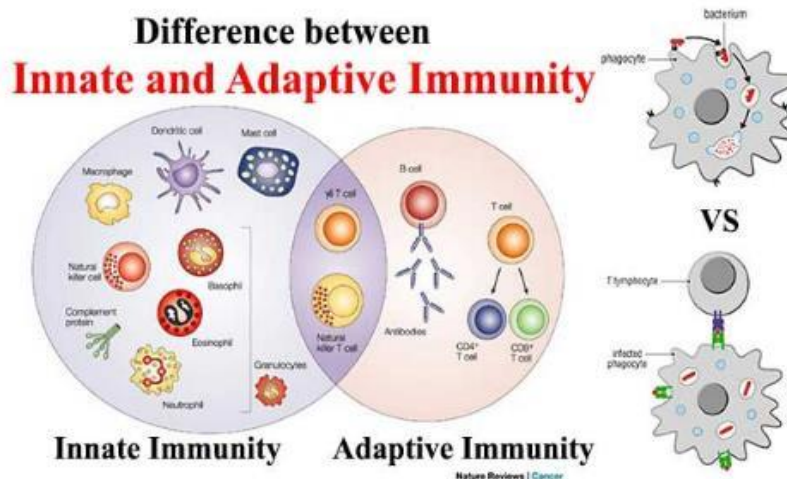 Difference between
Innate and Adaptive Immunity
Dendritic cell
Mast cell
Macrophage
γδ T cell
B cell
T cell
Natural
killer cell
Basophil
Complement
protein
Eosinophil
Neutrophil
Granulocytes
Natural
killer T cell
Antibodies
CD4+
T cell
CD8+
T cell
Innate Immunity
Adaptive Immunity
Nature Reviews | Cancer
bacterium
phagocyte
VS
T lymphocyte
infected
phagocyte